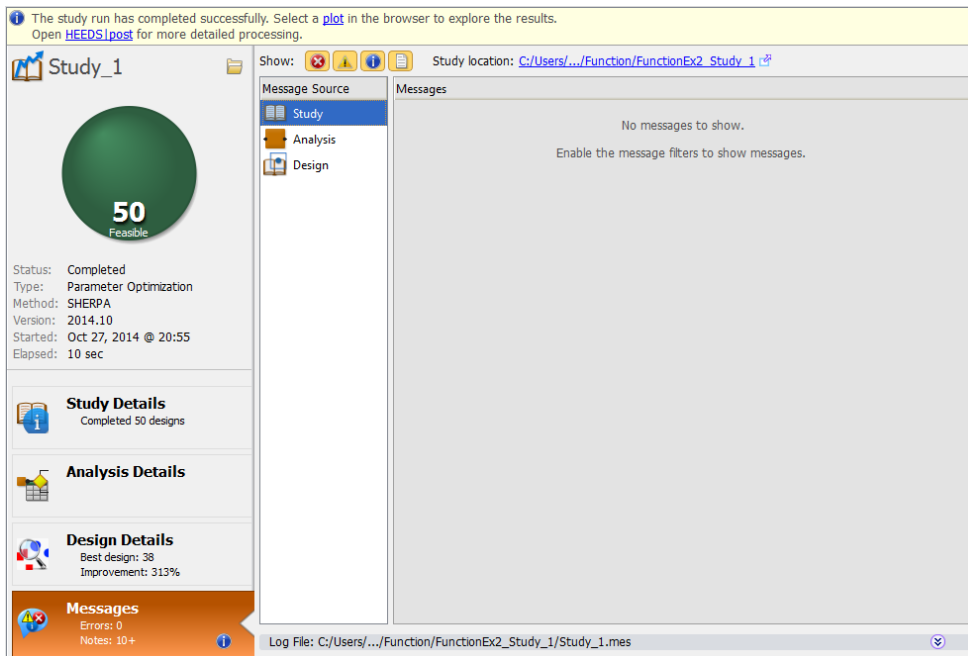 The study run has completed successfully. Select a plot in the browser to explore the results.
Open HEEDS|post for more detailed processing.
Study_1
50
Feasible
Status: Completed
Type: Parameter Optimization
Method: SHERPA
Version: 2014.10
Started: Oct 27, 2014 @ 20:55
Elapsed: 10 sec
Study Details
Completed 50 designs
Analysis Details
Design Details
Best design: 38
Improvement: 313%
Messages
Errors: 0
Notes: 10+
Show:
Study location: C:/Users/.../Function/FunctionEx2_Study_1
Message Source
Study
Analysis
Design
Messages
No messages to show.
Enable the message filters to show messages.
Log File: C:/Users/.../Function/FunctionEx2_Study_1/Study_1.mes